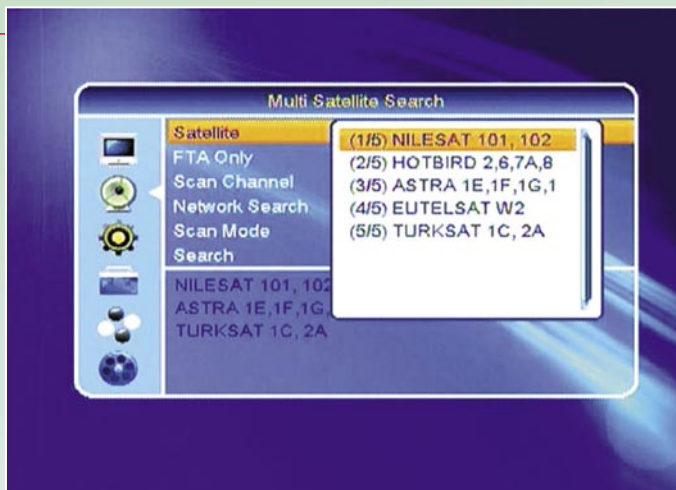 Multi Satellite Search
Satellite
FTA Only
Scan Channel
Network Search
Scan Mode
Search
(1/5) NILESAT 101, 102
(2/5) HOTBIRD 2,6,7A,8
(3/5) ASTRA 1E,1F,1G,1
(4/5) EUTELSAT W2
(5/5) TURKSAT 1C, 2A
NILESAT 101, 102
ASTRA 1E,1F,1G,
TURKSAT 1C, 2A